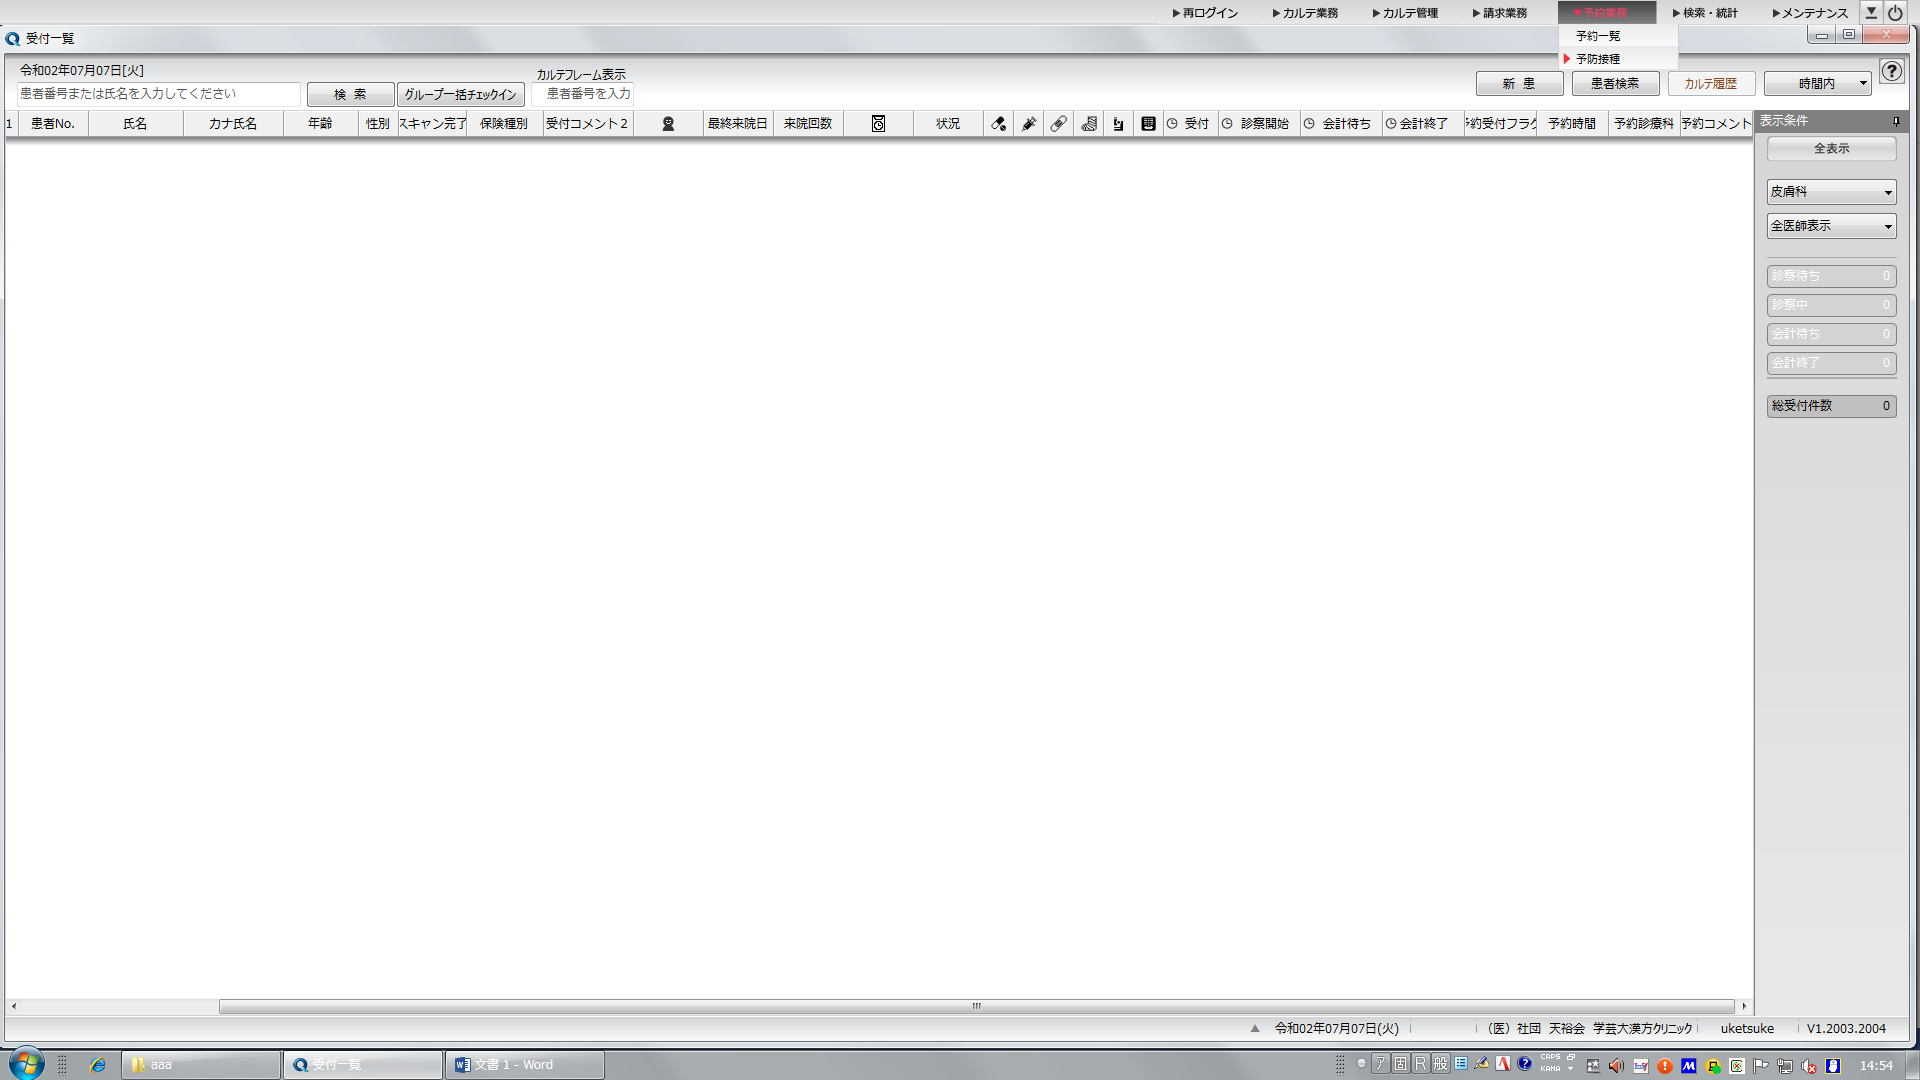 ▶再ログイン ▶カルテ業務 ▶カルテ管理 ▶請求業務 ▼予約業務 ▶検索・統計 ▶メンテナンス
受付一覧
予約一覧
予防接種
令和02年07月07日[火]
カルテフレーム表示
患者番号または氏名を入力してください
検 索
グループ一括チェックイン
患者番号を入力
新 患
患者検索
カルテ履歴
時間内
?
1 患者No. 氏名 カナ氏名 年齢 性別 スキャン完了 保険種別 受付コメント2 最終来院日 来院回数 状況 受付 診察開始 会計待ち 会計終了 予約受付フラグ 予約時間 予約診療科 予約コメント
表示条件
全表示
皮膚科
全医師表示
診察待ち 0
診察中 0
会計待ち 0
会計終了 0
総受付件数 0
令和02年07月07日(火) （医）社団 天裕会 学芸大漢方クリニック uketsuke V1.2003.2004
aaa
受付一覧
文書 1 - Word
ア 固 R 般
CAPS
KANA
14:54